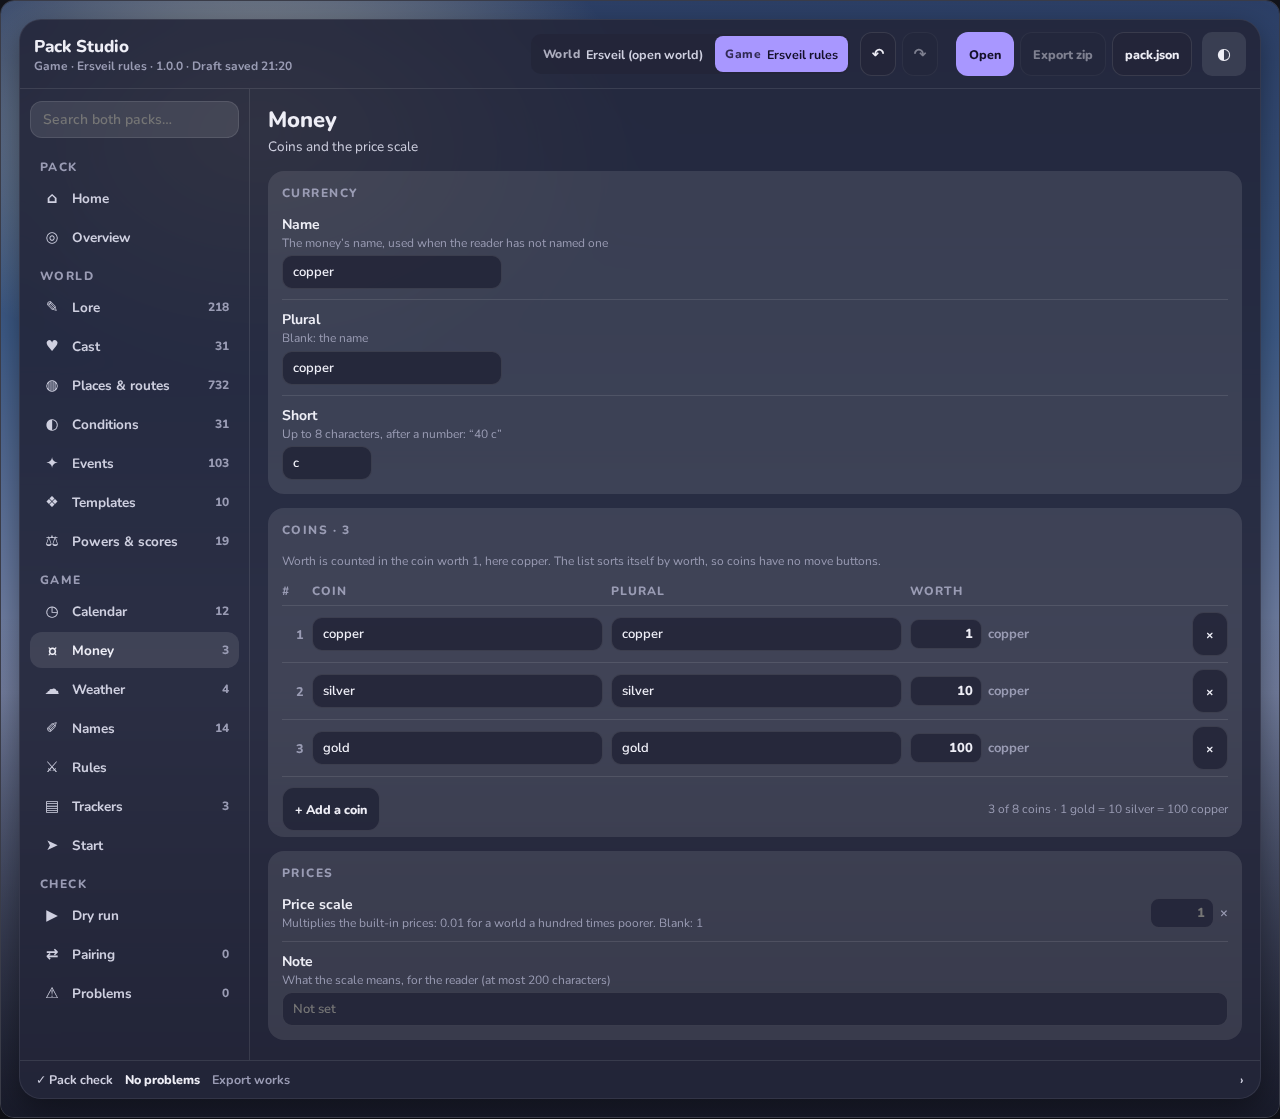 Pack Studio
Game · Ersveil rules · 1.0.0 · Draft saved 21:20
World Ersveil (open world)
Game Ersveil rules
Open
Export zip
pack.json
Search both packs…
PACK
Home
Overview
WORLD
Lore 218
Cast 31
Places & routes 732
Conditions 31
Events 103
Templates 10
Powers & scores 19
GAME
Calendar 12
Money 3
Weather 4
Names 14
Rules
Trackers 3
Start
CHECK
Dry run
Pairing 0
Problems 0
Money
Coins and the price scale
CURRENCY
Name
The money’s name, used when the reader has not named one
copper
Plural
Blank: the name
copper
Short
Up to 8 characters, after a number: “40 c”
c
COINS · 3
Worth is counted in the coin worth 1, here copper. The list sorts itself by worth, so coins have no move buttons.
# COIN PLURAL WORTH
1 copper copper 1 copper ×
2 silver silver 10 copper ×
3 gold gold 100 copper ×
+ Add a coin
3 of 8 coins · 1 gold = 10 silver = 100 copper
PRICES
Price scale
Multiplies the built-in prices: 0.01 for a world a hundred times poorer. Blank: 1
1 ×
Note
What the scale means, for the reader (at most 200 characters)
Not set
✓ Pack check No problems Export works ›